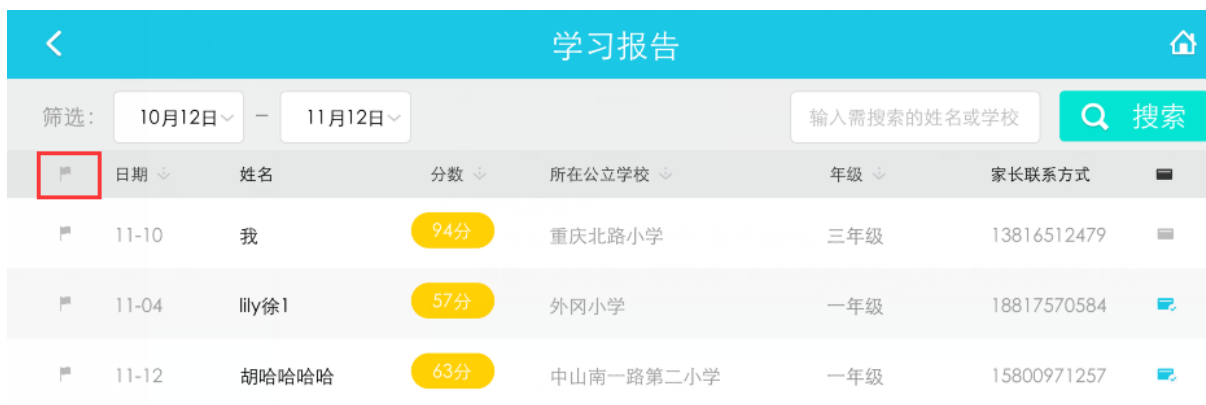 学习报告
筛选: 10月12日 - 11月12日 输入需搜索的姓名或学校 搜索
日期 姓名 分数 所在公立学校 年级 家长联系方式
11-10 我 94分 重庆北路小学 三年级 13816512479
11-04 lily徐1 57分 外冈小学 一年级 18817570584
11-12 胡哈哈哈哈 63分 中山南一路第二小学 一年级 15800971257